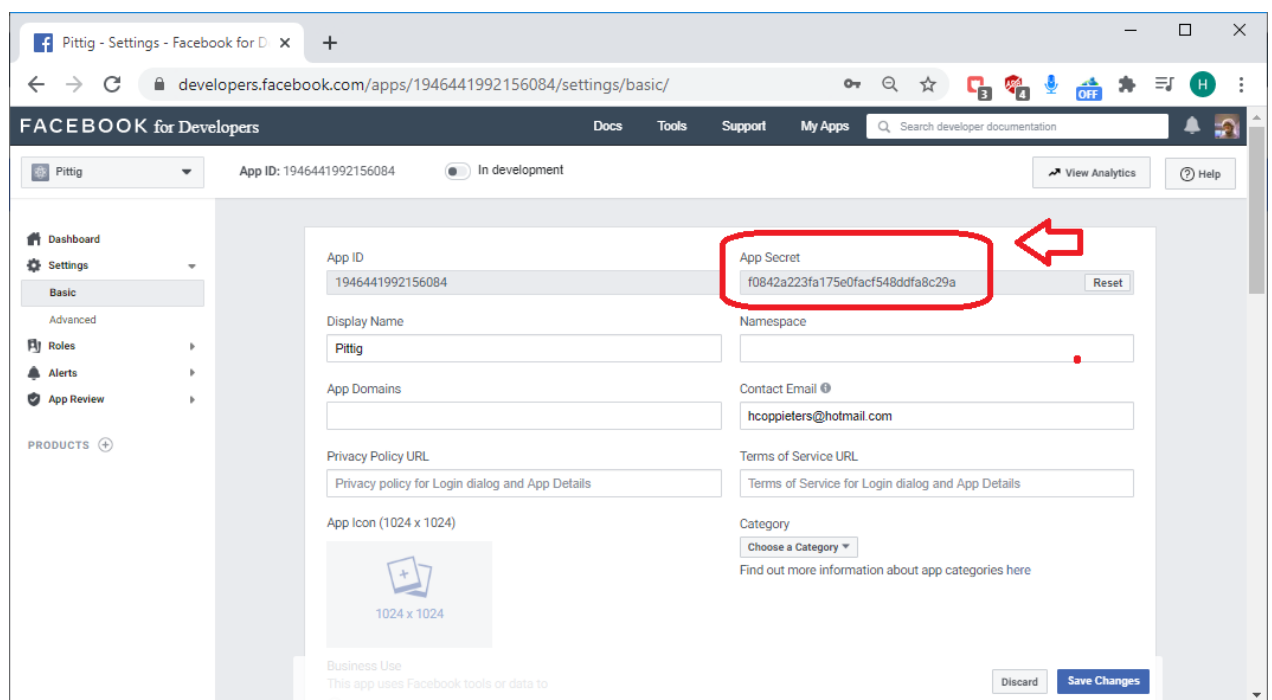 Pittig - Settings - Facebook for D
developers.facebook.com/apps/1946441992156084/settings/basic/
3
4
OFF
H
FACEBOOK for Developers
Docs
Tools
Support
My Apps
Search developer documentation
Pittig
App ID: 1946441992156084
In development
View Analytics
Help
Dashboard
Settings
Basic
Advanced
Roles
Alerts
App Review
PRODUCTS
App ID
1946441992156084
App Secret
f0842a223fa175e0facf548ddfa8c29a
Reset
Display Name
Pittig
Namespace
App Domains
Contact Email
hcoppieters@hotmail.com
Privacy Policy URL
Privacy policy for Login dialog and App Details
Terms of Service URL
Terms of Service for Login dialog and App Details
App Icon (1024 x 1024)
1024 x 1024
Category
Choose a Category
Find out more information about app categories here
Business Use
This app uses Facebook tools or data to
Discard
Save Changes